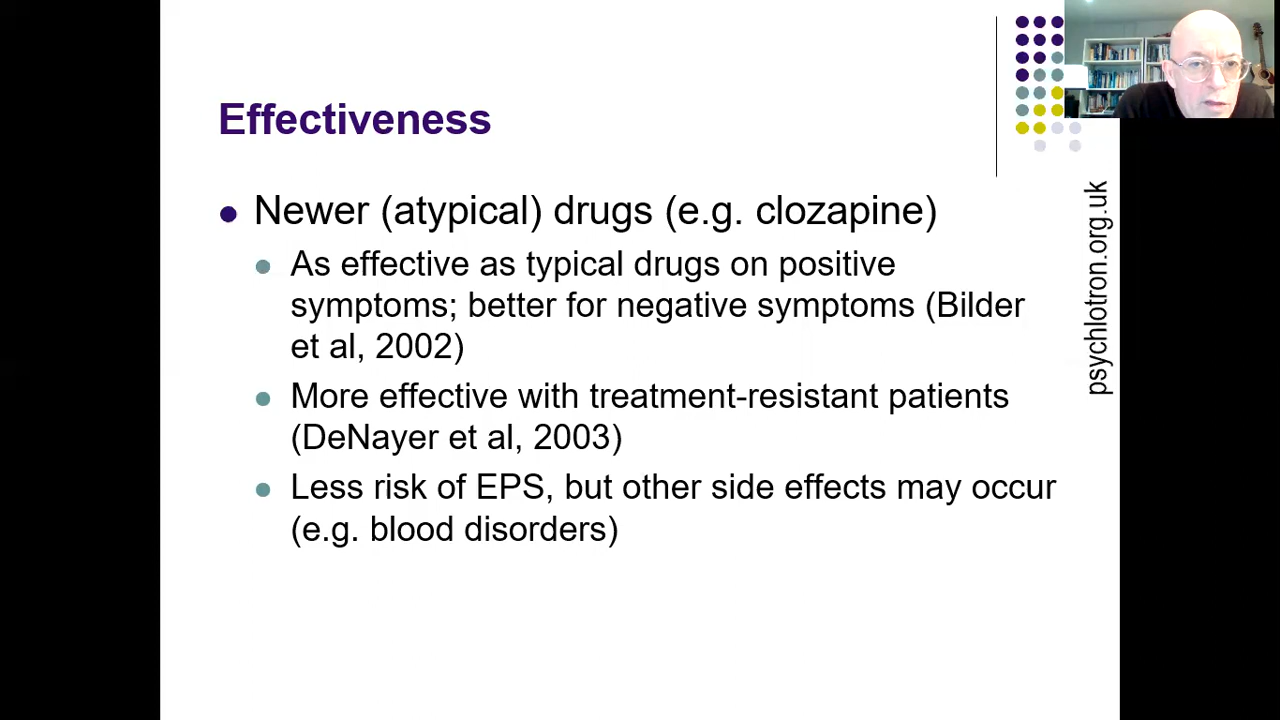 Effectiveness
Newer (atypical) drugs (e.g. clozapine)
As effective as typical drugs on positive
symptoms; better for negative symptoms (Bilder
et al, 2002)
More effective with treatment-resistant patients
(DeNayer et al, 2003)
Less risk of EPS, but other side effects may occur
(e.g. blood disorders)
psychlotron.org.uk